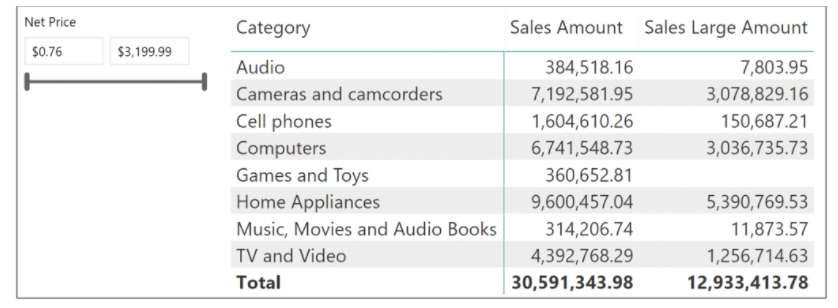 Net Price
$0.76 $3,199.99
Category Sales Amount Sales Large Amount
Audio 384,518.16 7,803.95
Cameras and camcorders 7,192,581.95 3,078,829.16
Cell phones 1,604,610.26 150,687.21
Computers 6,741,548.73 3,036,735.73
Games and Toys 360,652.81
Home Appliances 9,600,457.04 5,390,769.53
Music, Movies and Audio Books 314,206.74 11,873.57
TV and Video 4,392,768.29 1,256,714.63
Total 30,591,343.98 12,933,413.78